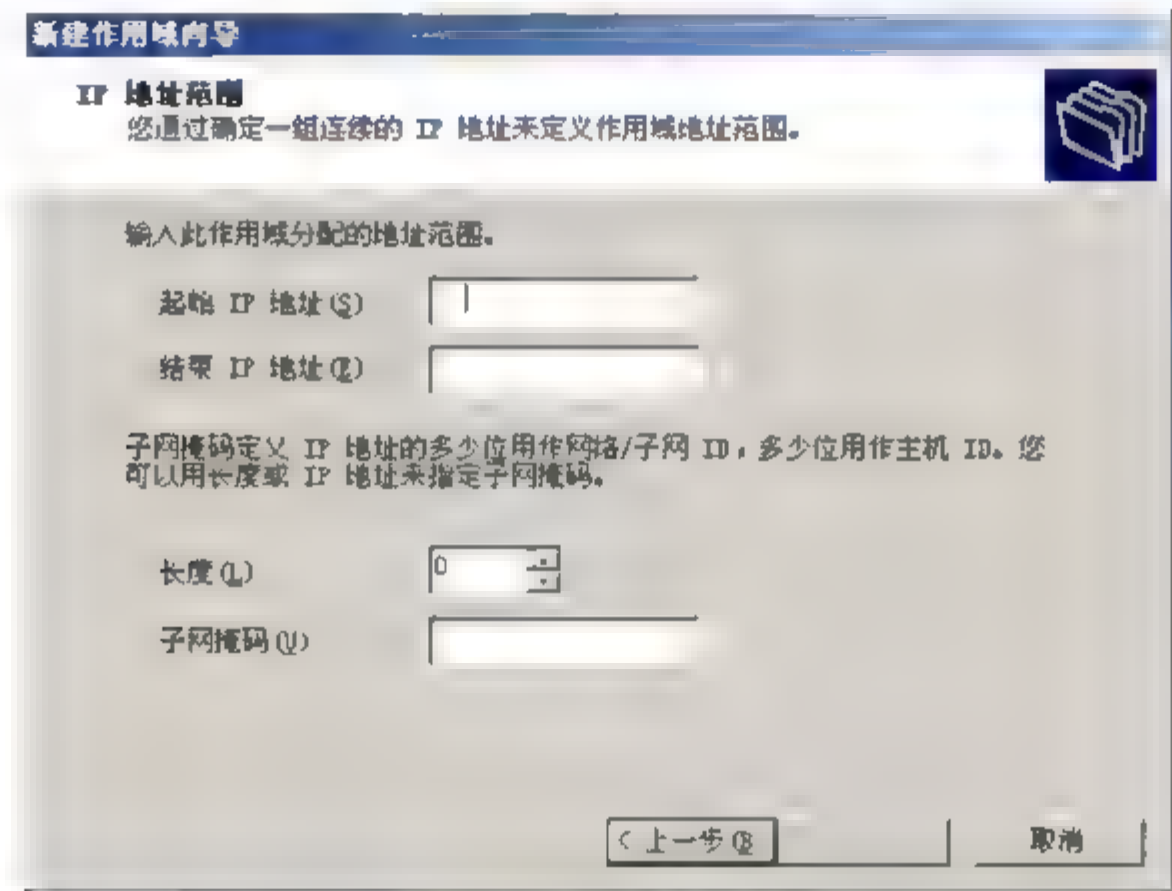 新建作用域向导
IP 地址范围
您通过确定一组连续的 IP 地址来定义作用域地址范围。
输入此作用域分配的地址范围。
起始 IP 地址(S)
结束 IP 地址(E)
子网掩码定义 IP 地址的多少位用作网络/子网 ID,多少位用作主机 ID。您
可以用长度或 IP 地址来指定子网掩码。
长度(L)
0
子网掩码(U)
< 上一步(B)
取消